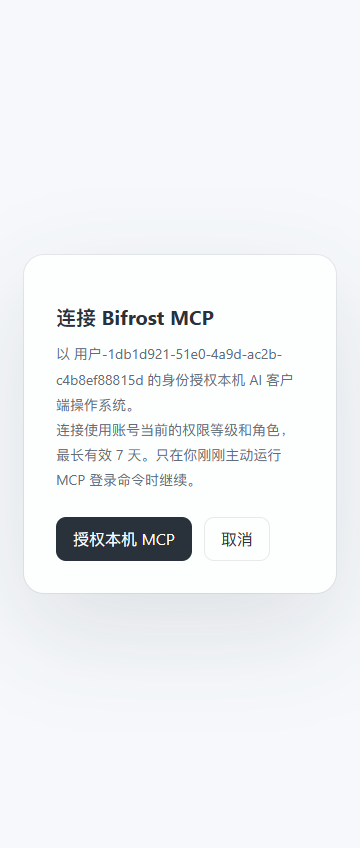 连接 Bifrost MCP
以 用户-1db1d921-51e0-4a9d-ac2b-
c4b8ef88815d 的身份授权本机 AI 客户
端操作系统。
连接使用账号当前的权限等级和角色，
最长有效 7 天。只在你刚刚主动运行
MCP 登录命令时继续。
授权本机 MCP
取消